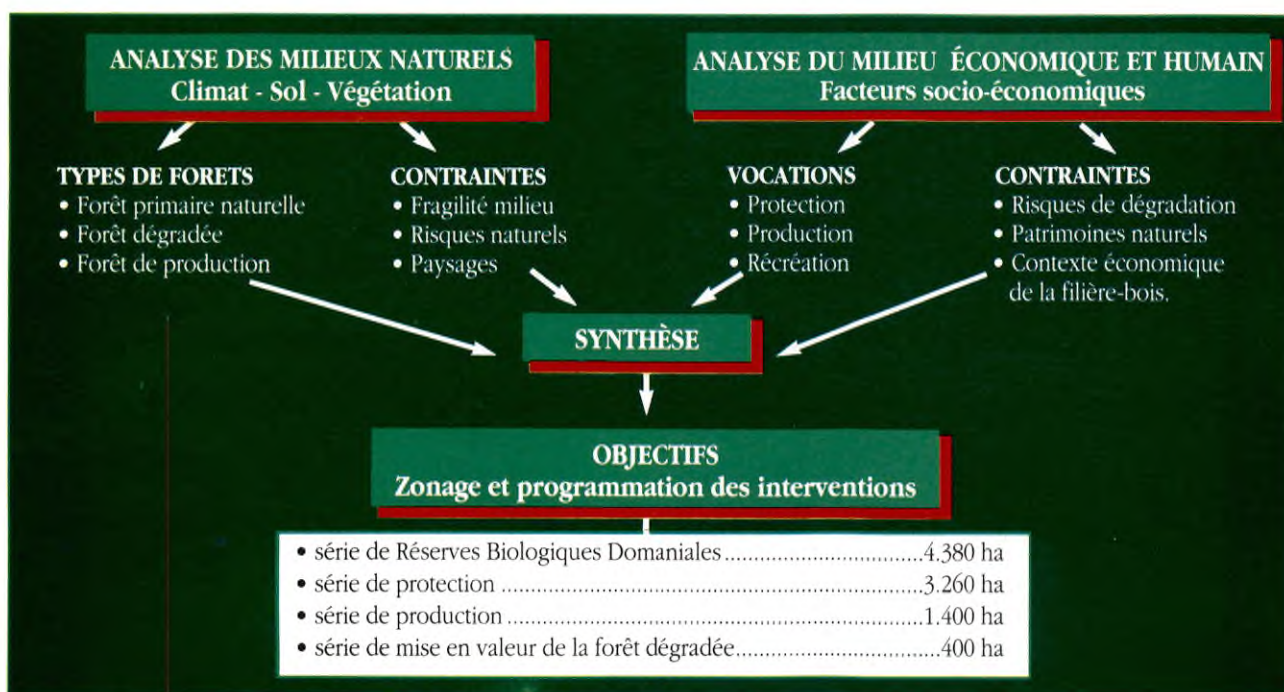 ANALYSE DES MILIEUX NATURELS
Climat - Sol - Végétation
ANALYSE DU MILIEU ÉCONOMIQUE ET HUMAIN
Facteurs socio-économiques
TYPES DE FORETS
• Forêt primaire naturelle
• Forêt dégradée
• Forêt de production
CONTRAINTES
• Fragilité milieu
• Risques naturels
• Paysages
VOCATIONS
• Protection
• Production
• Récréation
CONTRAINTES
• Risques de dégradation
• Patrimoines naturels
• Contexte économique
de la filière-bois.
SYNTHÈSE
OBJECTIFS
Zonage et programmation des interventions
• série de Réserves Biologiques Domaniales...................................4.380 ha
• série de protection ........................................................................3.260 ha
• série de production.......................................................................1.400 ha
• série de mise en valeur de la forêt dégradée...................................400 ha